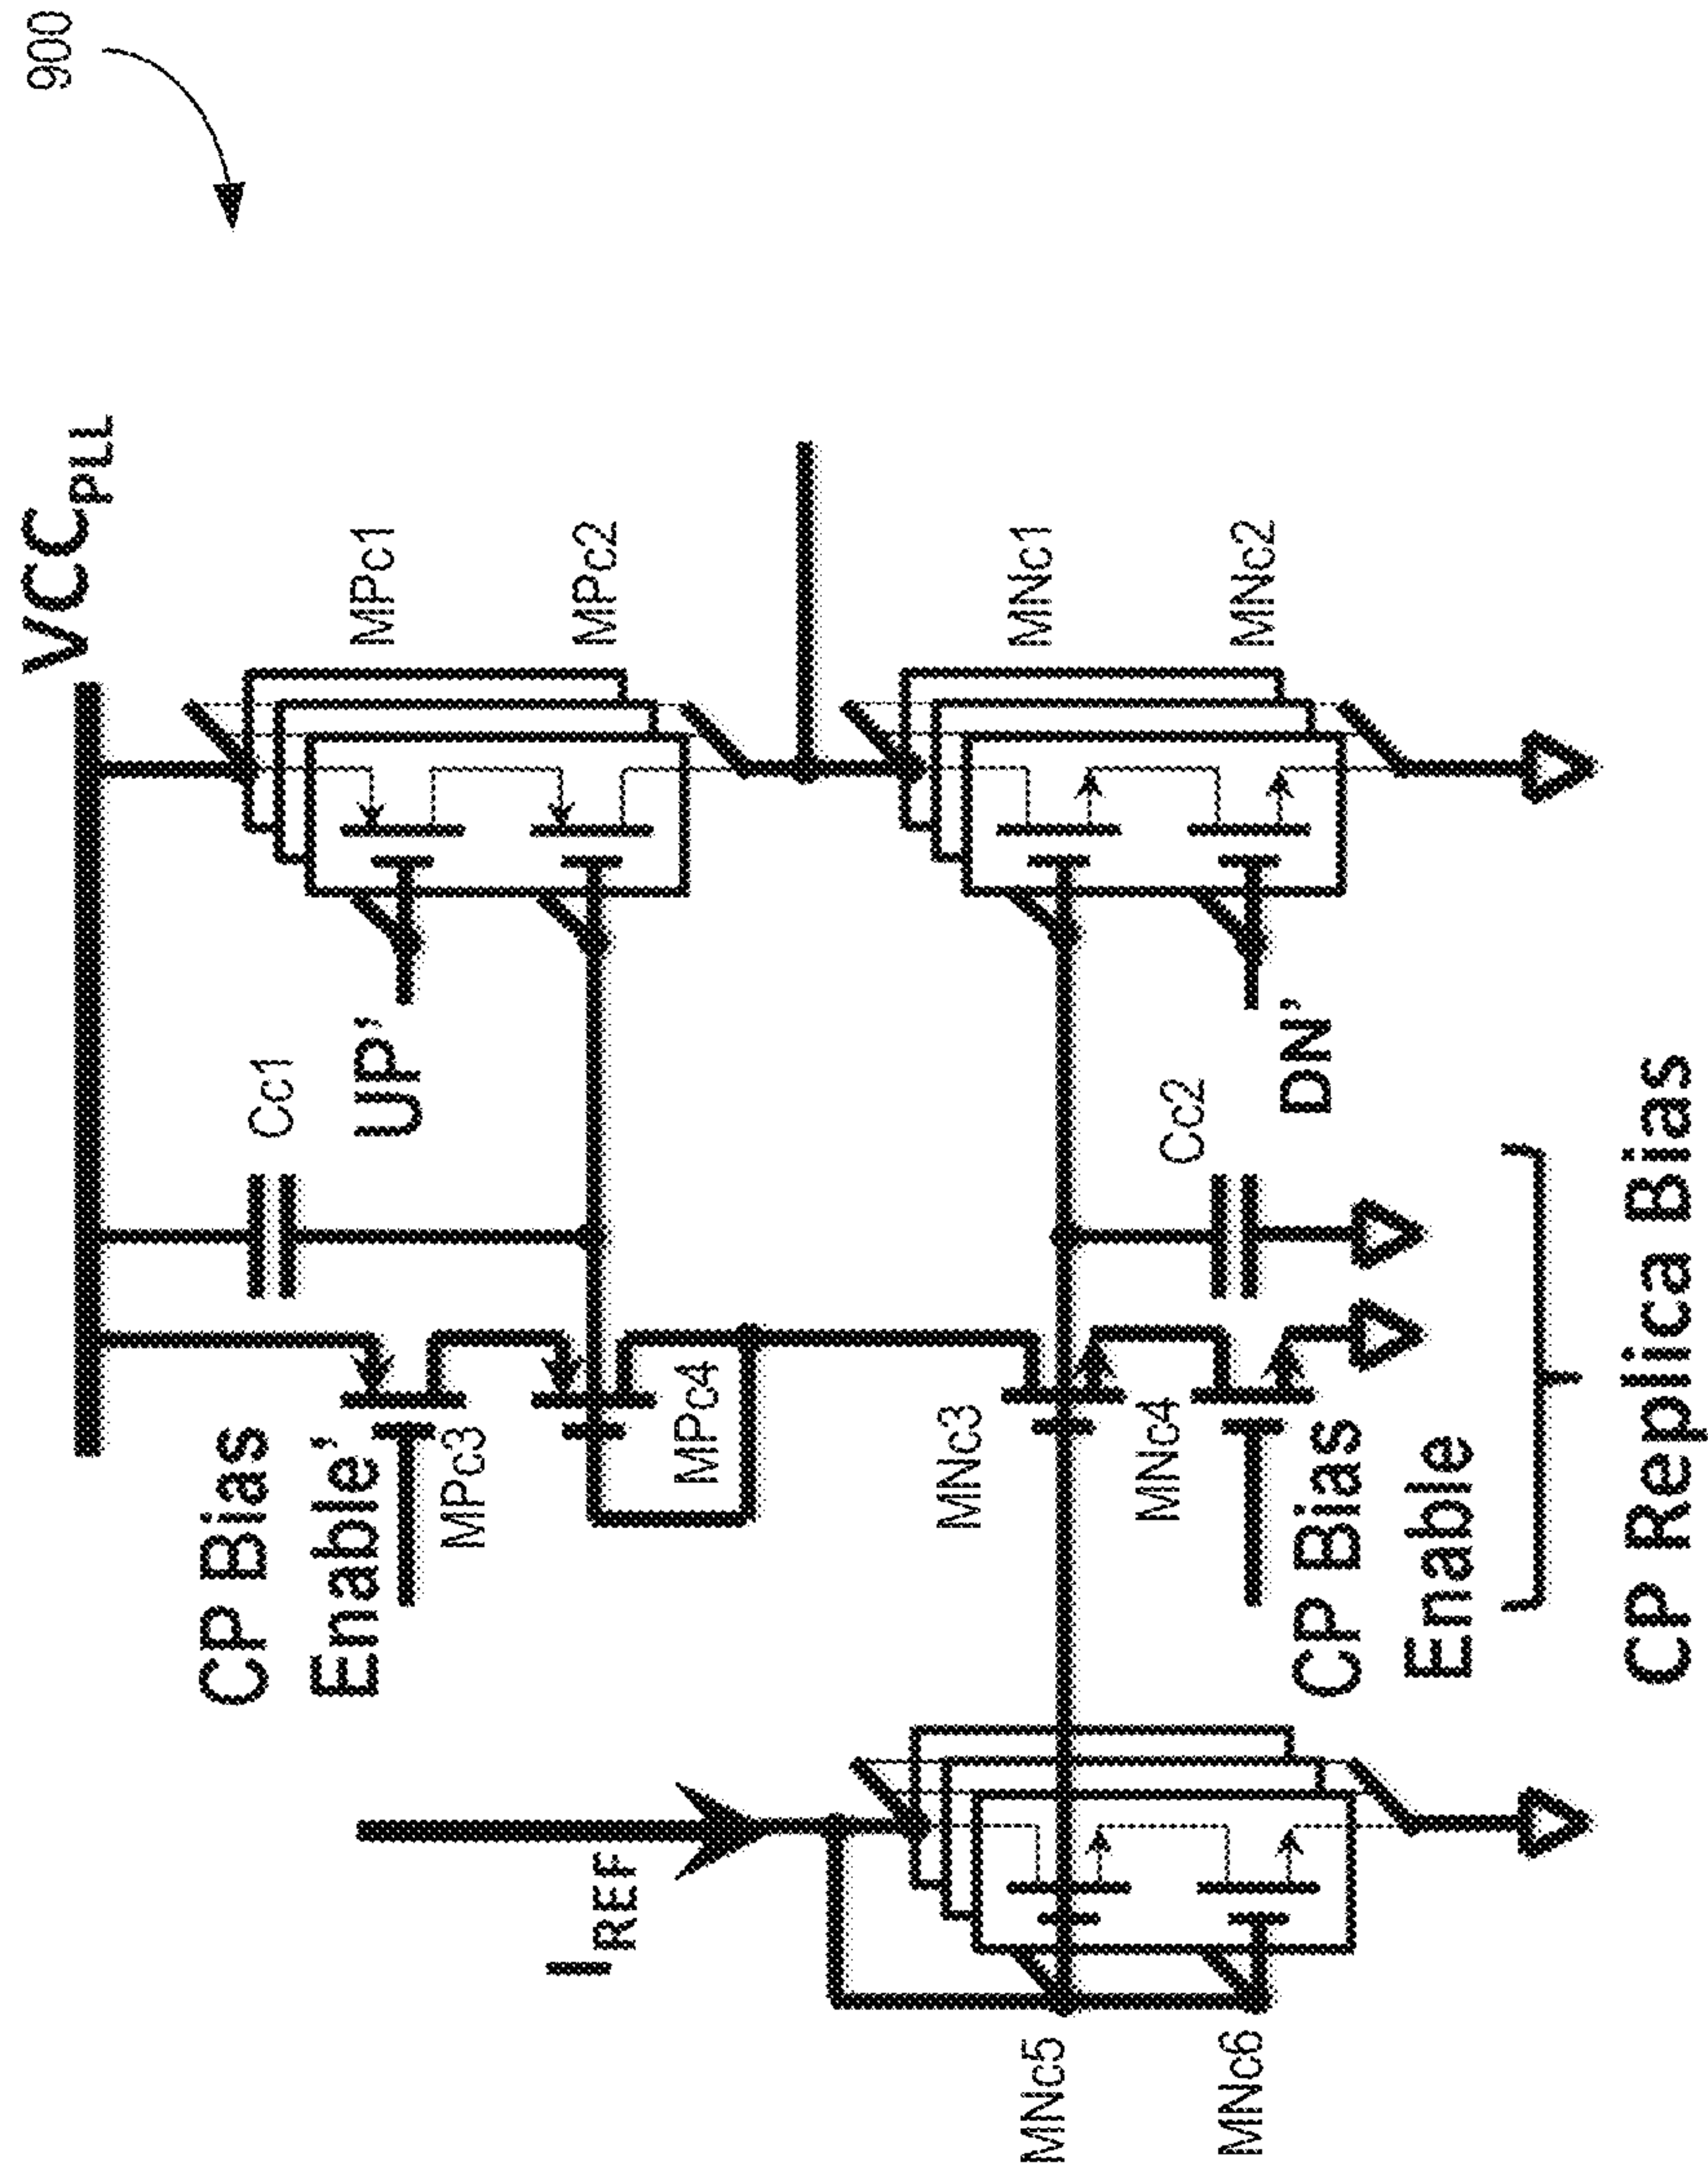 900
VCCPLL
MPc1
MPc2
MNc1
MNc2
Cc1
UP’
Cc2
DN’
CP Bias
Enable’
MPc3
MPc4
MNc3
MNc4
CP Bias
Enable
CP Replica Bias
IREF
MNc5
MNc6